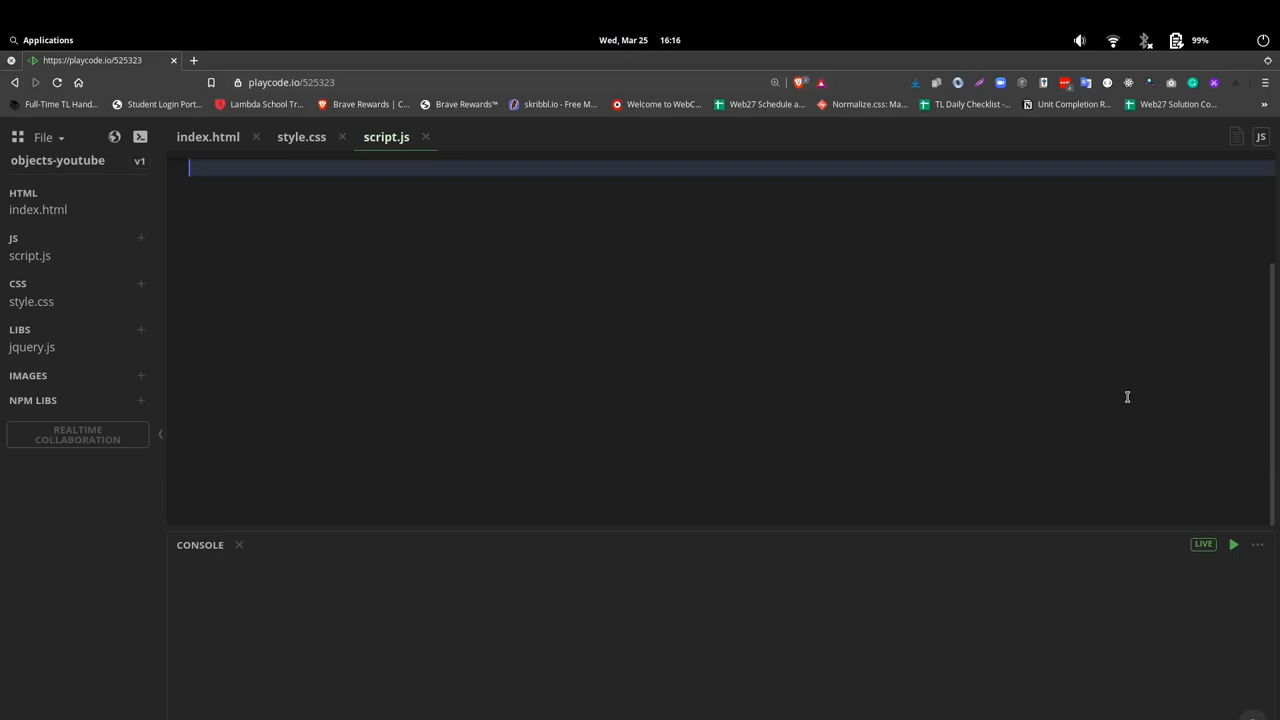 Applications
Wed, Mar 25 16:16
99%
https://playcode.io/525323
playcode.io/525323
Full-Time TL Hand...
Student Login Port...
Lambda School Tr...
Brave Rewards | C...
Brave Rewards™
skribbl.io - Free M...
Welcome to WebC...
Web27 Schedule a...
Normalize.css: Ma...
TL Daily Checklist -...
Unit Completion R...
Web27 Solution Co...
File
index.html
style.css
script.js
JS
objects-youtube
v1
HTML
index.html
JS
script.js
CSS
style.css
LIBS
jquery.js
IMAGES
NPM LIBS
REALTIME
COLLABORATION
CONSOLE
LIVE